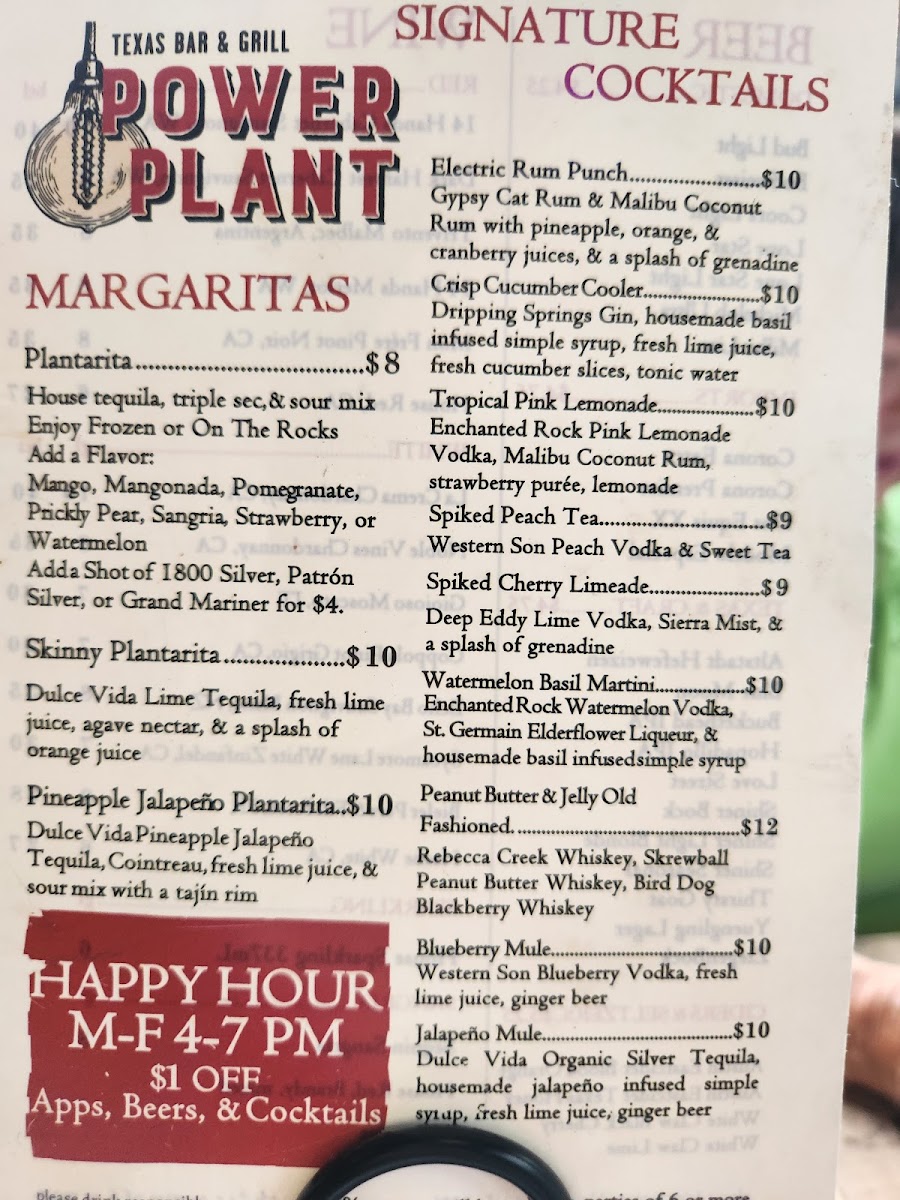 TEXAS BAR & GRILL
POWER
PLANT
MARGARITAS
Plantarita....................................$8
House tequila, triple sec,& sour mix
Enjoy Frozen or On The Rocks
Add a Flavor:
Mango, Mangonada, Pomegranate,
Prickly Pear, Sangria, Strawberry, or
Watermelon
Add a Shot of 1800 Silver, Patrón
Silver, or Grand Mariner for $4.
Skinny Plantarita...................$10
Dulce Vida Lime Tequila, fresh lime
juice, agave nectar, & a splash of
orange juice
Pineapple Jalapeño Plantarita..$10
Dulce Vida Pineapple Jalapeño
Tequila, Cointreau, fresh lime juice, &
sour mix with a tajín rim
HAPPY HOUR
M-F 4-7 PM
$1 OFF
Apps, Beers, & Cocktails
SIGNATURE
COCKTAILS
Electric Rum Punch........................$10
Gypsy Cat Rum & Malibu Coconut
Rum with pineapple, orange, &
cranberry juices, & a splash of grenadine
Crisp Cucumber Cooler......................$10
Dripping Springs Gin, housemade basil
infused simple syrup, fresh lime juice,
fresh cucumber slices, tonic water
Tropical Pink Lemonade...................$10
Enchanted Rock Pink Lemonade
Vodka, Malibu Coconut Rum,
strawberry purée, lemonade
Spiked Peach Tea..............................$9
Western Son Peach Vodka & Sweet Tea
Spiked Cherry Limeade.....................$9
Deep Eddy Lime Vodka, Sierra Mist, &
a splash of grenadine
Watermelon Basil Martini.................$10
Enchanted Rock Watermelon Vodka,
St. Germain Elderflower Liqueur, &
housemade basil infusedsimple syrup
Peanut Butter & Jelly Old
Fashioned..........................................$12
Rebecca Creek Whiskey, Skrewball
Peanut Butter Whiskey, Bird Dog
Blackberry Whiskey
Blueberry Mule..................................$10
Western Son Blueberry Vodka, fresh
lime juice, ginger beer
Jalapeño Mule....................................$10
Dulce Vida Organic Silver Tequila,
housemade jalapeño infused simple
syrup, fresh lime juice, ginger beer